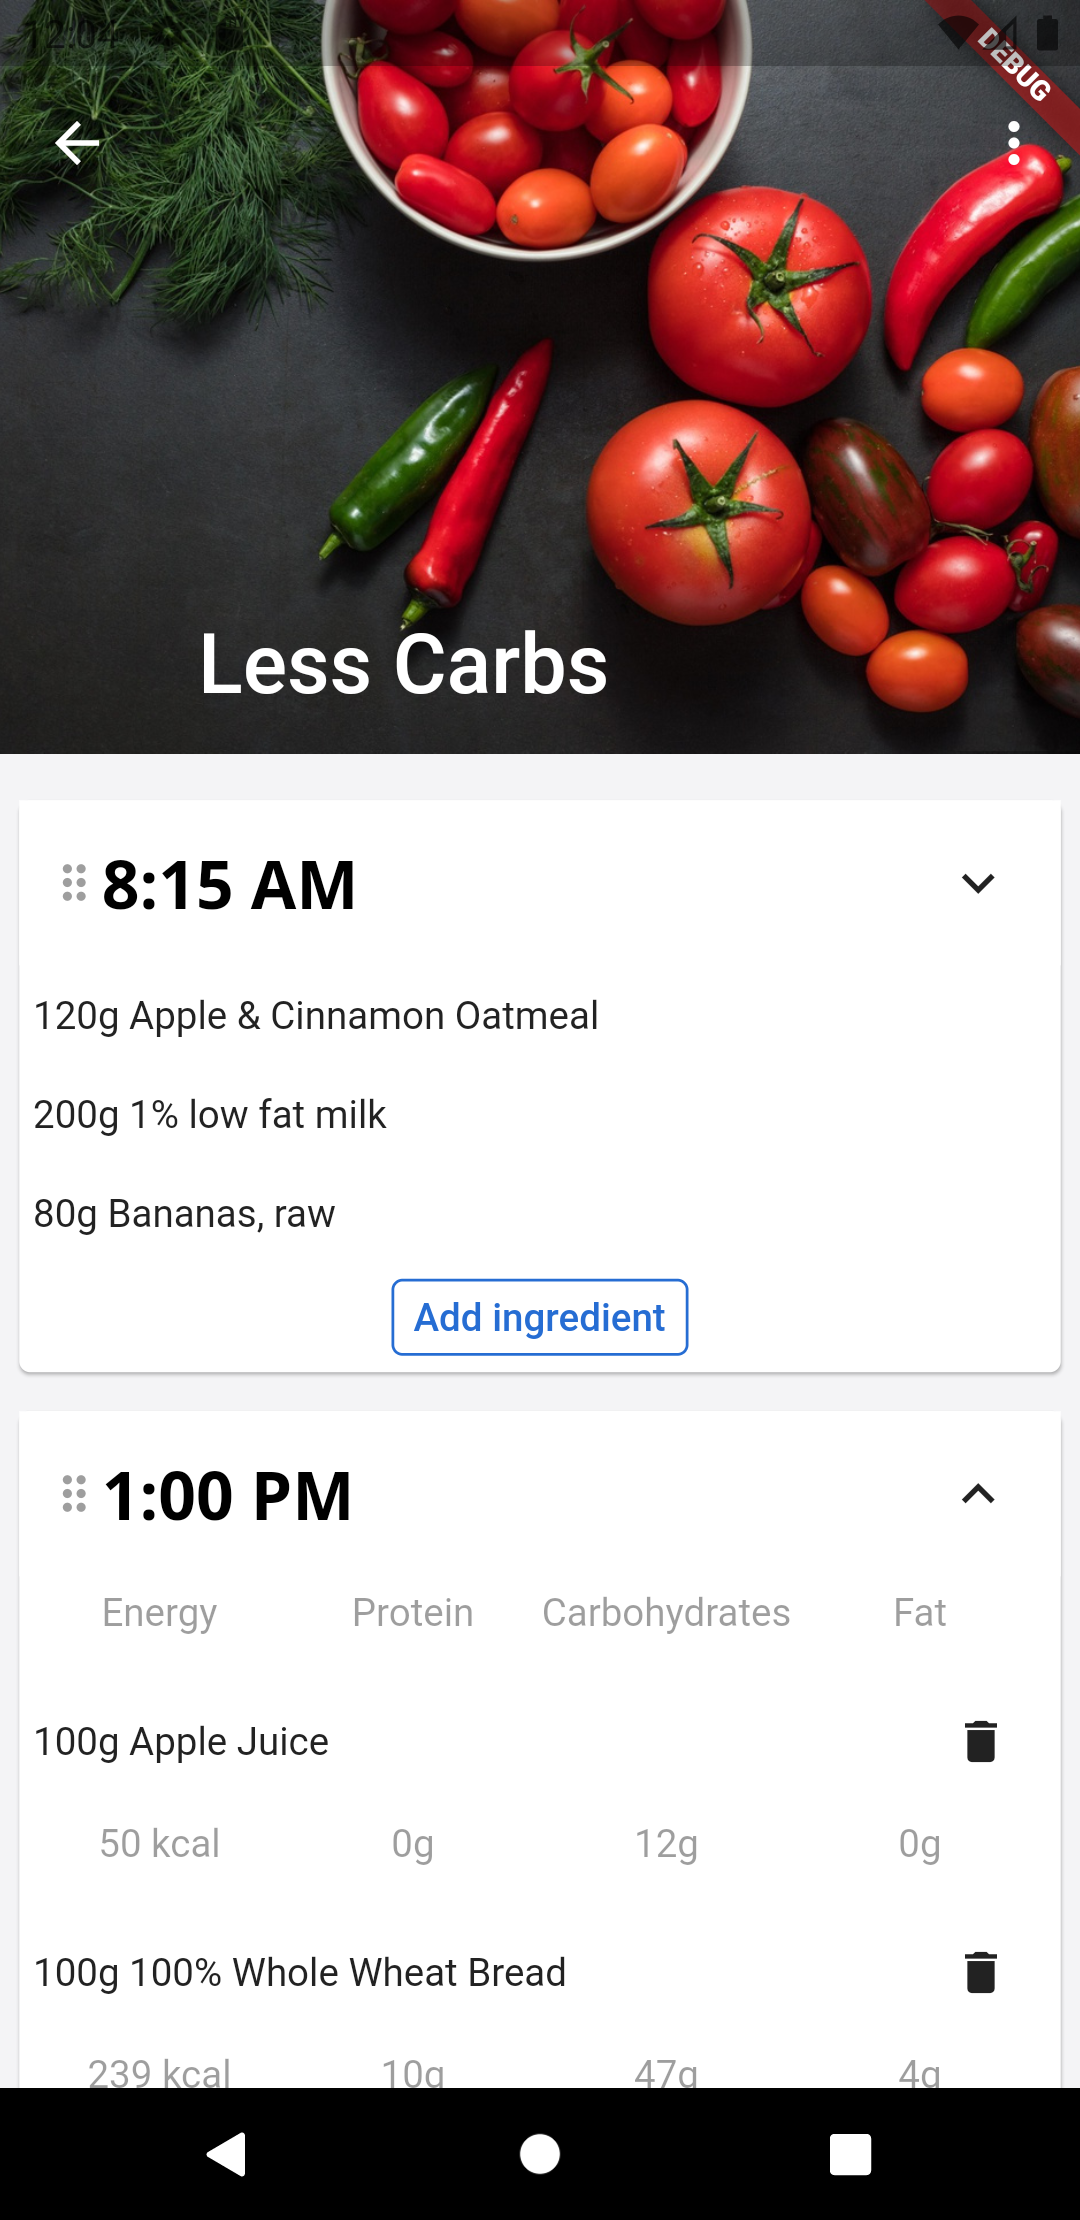 12:04
DEBUG
Less Carbs
8:15 AM
120g Apple & Cinnamon Oatmeal
200g 1% low fat milk
80g Bananas, raw
Add ingredient
1:00 PM
Energy Protein Carbohydrates Fat
100g Apple Juice
50 kcal 0g 12g 0g
100g 100% Whole Wheat Bread
239 kcal 10g 47g 4g